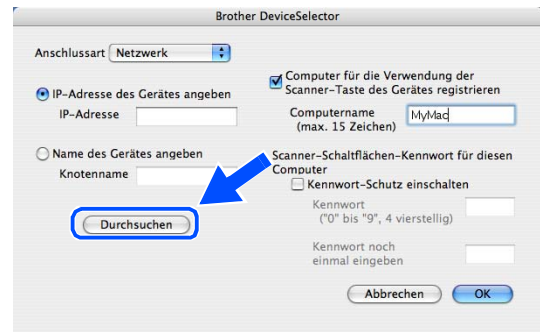 Brother DeviceSelector
Anschlussart Netzwerk
IP-Adresse des Gerätes angeben
IP-Adresse
Name des Gerätes angeben
Knotenname
Durchsuchen
Computer für die Verwendung der
Scanner-Taste des Gerätes registrieren
Computername MyMac
(max. 15 Zeichen)
Scanner-Schaltflächen-Kennwort für diesen
Computer
Kennwort-Schutz einschalten
Kennwort
("0" bis "9", 4 vierstellig)
Kennwort noch
einmal eingeben
Abbrechen OK